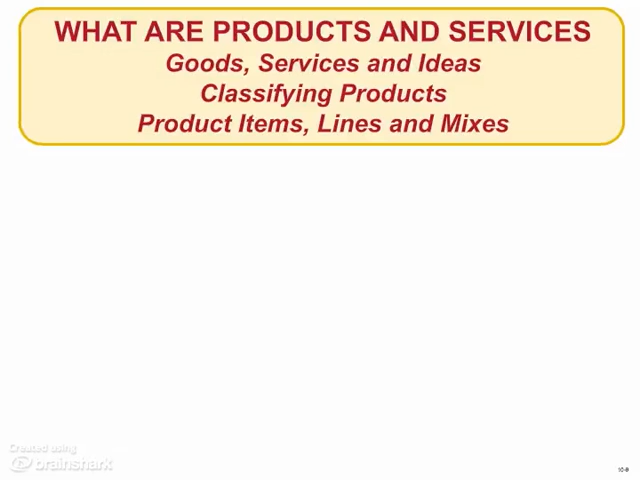 WHAT ARE PRODUCTS AND SERVICES
Goods, Services and Ideas
Classifying Products
Product Items, Lines and Mixes
Created using
brainshark